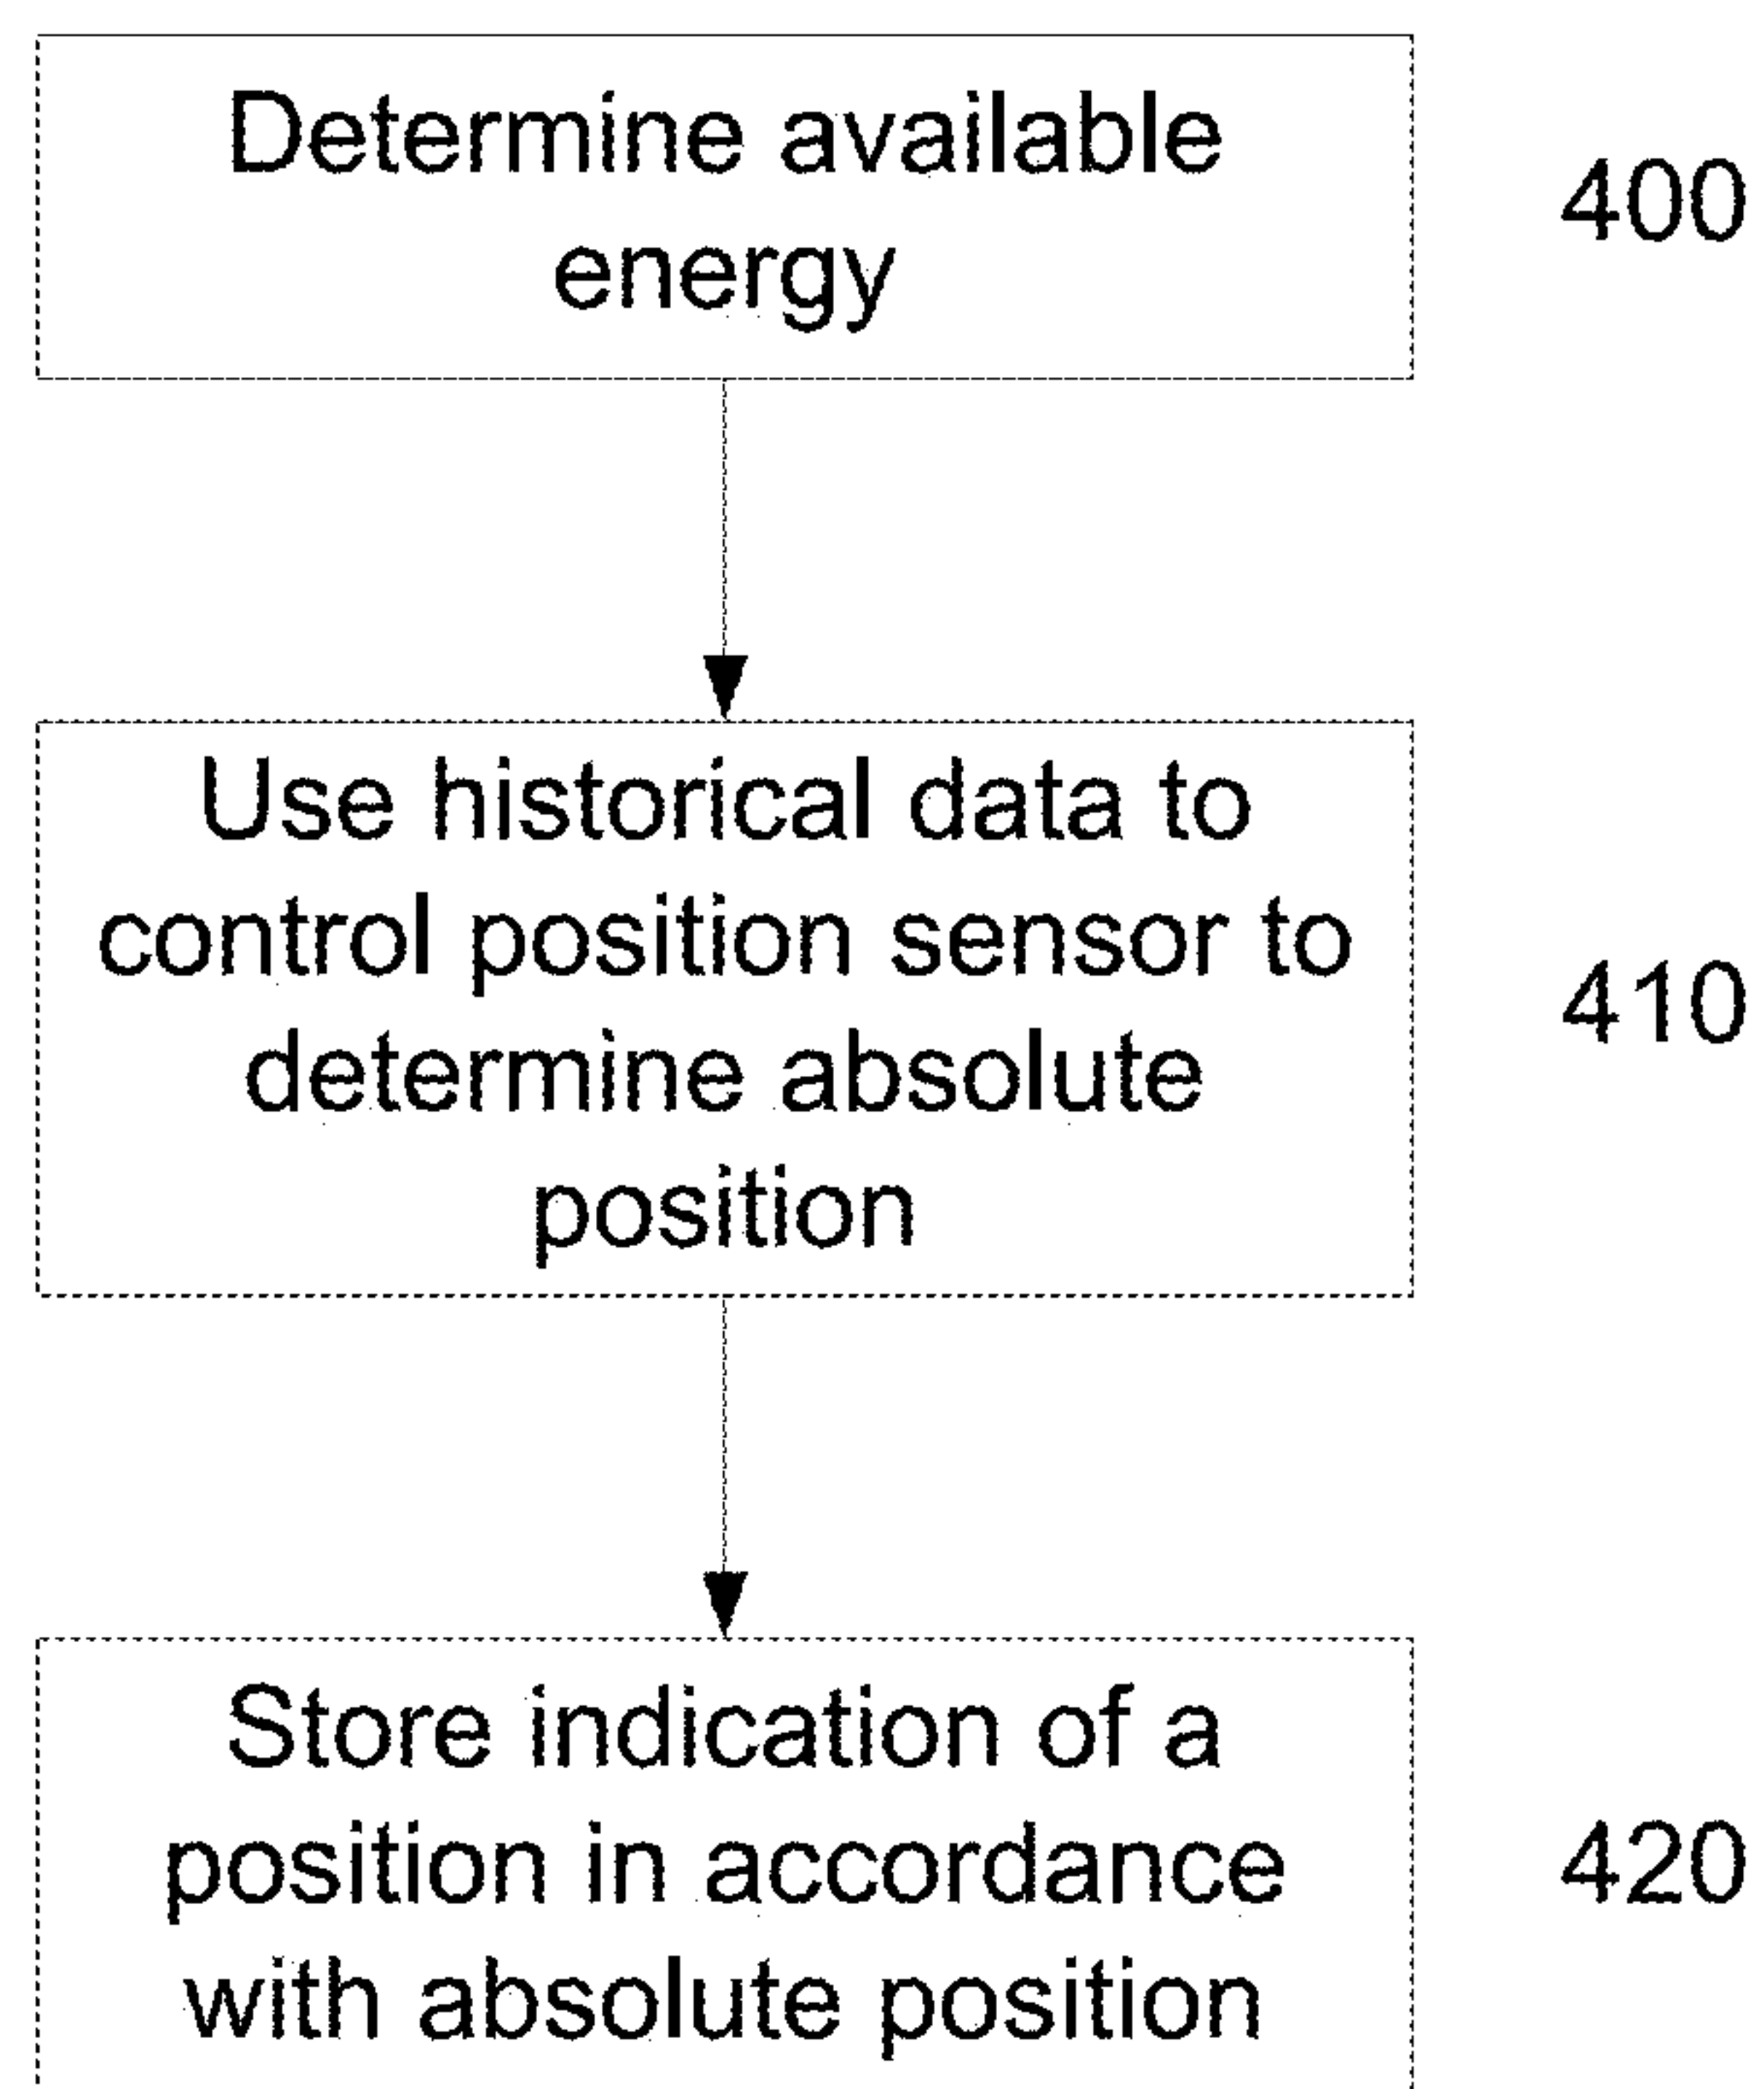 Determine available
energy
400
Use historical data to
control position sensor to
determine absolute
position
410
Store indication of a
position in accordance
with absolute position
420